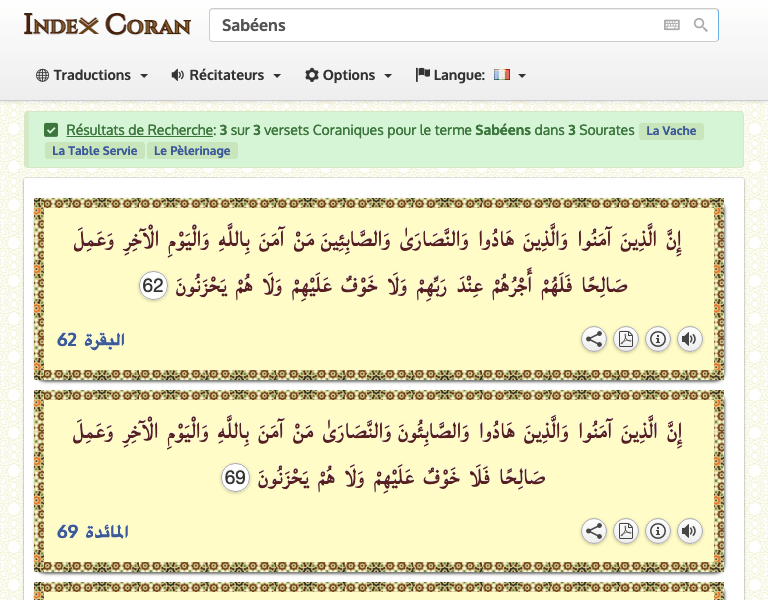 INDEX CORAN
Sabéens
Traductions
Récitateurs
Options
Langue:
Résultats de Recherche: 3 sur 3 versets Coraniques pour le terme Sabéens dans 3 Sourates La Vache
La Table Servie Le Pèlerinage
إِنَّ الَّذِينَ آمَنُوا وَالَّذِينَ هَادُوا وَالنَّصَارَىٰ وَالصَّابِئِينَ مَنْ آمَنَ بِاللَّهِ وَالْيَوْمِ الْآخِرِ وَعَمِلَ
صَالِحًا فَلَهُمْ أَجْرُهُمْ عِنْدَ رَبِّهِمْ وَلَا خَوْفٌ عَلَيْهِمْ وَلَا هُمْ يَحْزَنُونَ 62
البقرة 62
إِنَّ الَّذِينَ آمَنُوا وَالَّذِينَ هَادُوا وَالصَّابِئُونَ وَالنَّصَارَىٰ مَنْ آمَنَ بِاللَّهِ وَالْيَوْمِ الْآخِرِ وَعَمِلَ
صَالِحًا فَلَا خَوْفٌ عَلَيْهِمْ وَلَا هُمْ يَحْزَنُونَ 69
المائدة 69